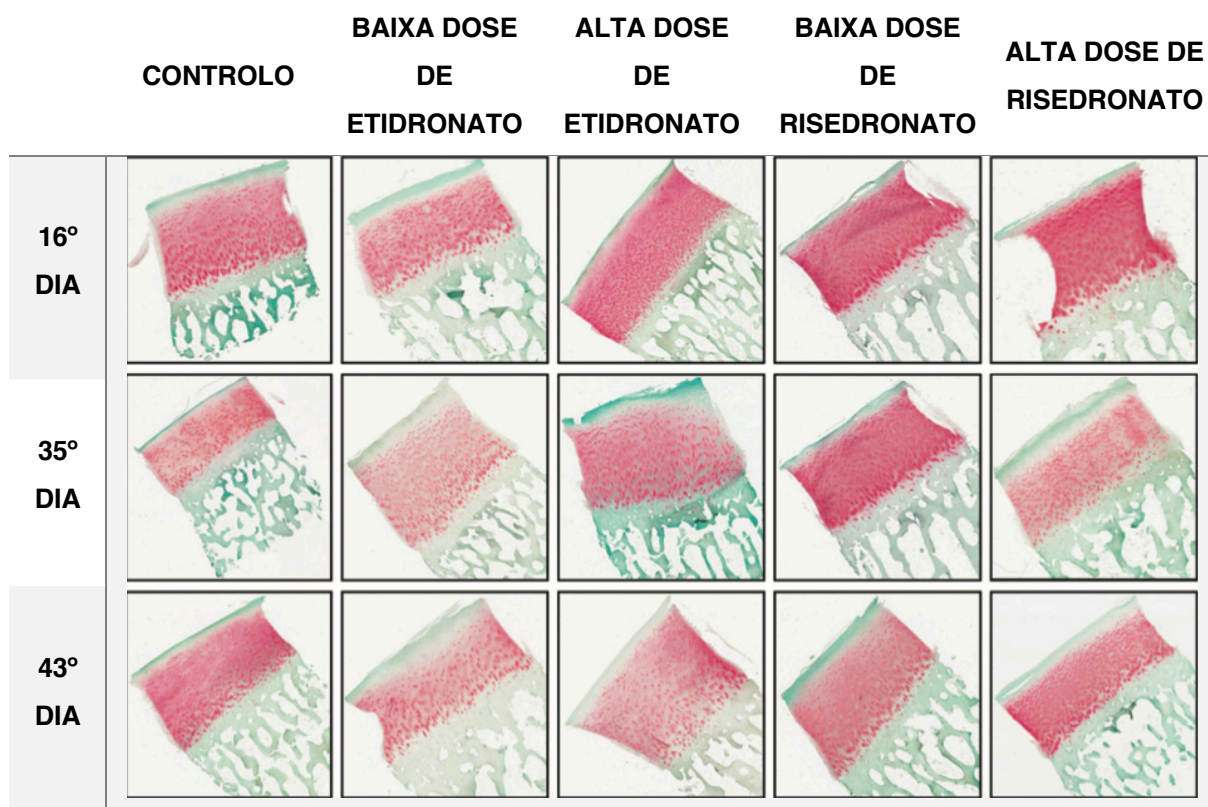 CONTROLO
BAIXA DOSE
DE
ETIDRONATO
ALTA DOSE
DE
ETIDRONATO
BAIXA DOSE
DE
RISEDRONATO
ALTA DOSE DE
RISEDRONATO
16º
DIA
35º
DIA
43º
DIA